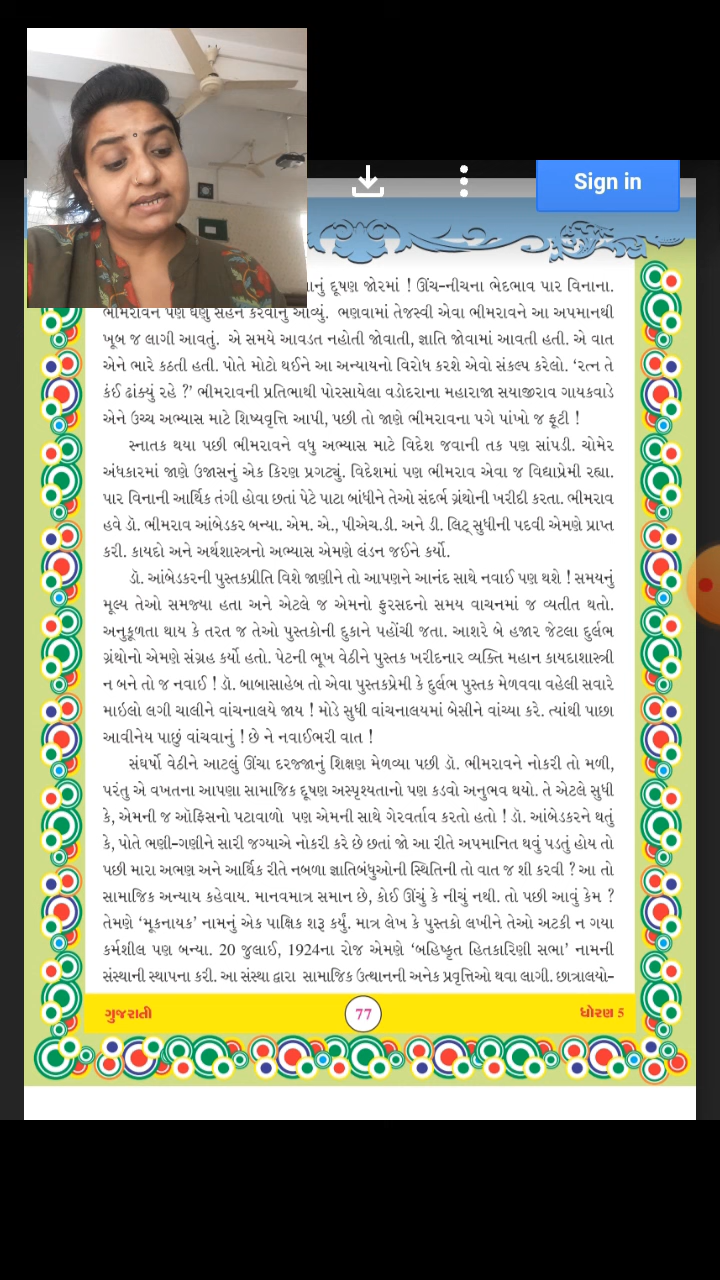 Sign in
નું દૂષણ જોરમાં ! ઊંચ-નીચના ભેદભાવ પાર વિનાના.
ભીમરાવને પણ ઘણું સહન કરવાનું આવ્યું. ભણવામાં તેજસ્વી એવા ભીમરાવને આ અપમાનથી
ખૂબ જ લાગી આવતું. એ સમયે આવડત નહોતી જોવાતી, જ્ઞાતિ જોવામાં આવતી હતી. એ વાત
એને ભારે કઠતી હતી. પોતે મોટો થઈને આ અન્યાયનો વિરોધ કરશે એવો સંકલ્પ કરેલો. ‘રત્ન તે
કંઈ ઢાંક્યું રહે ?’ ભીમરાવની પ્રતિભાથી પોરસાયેલા વડોદરાના મહારાજા સયાજીરાવ ગાયકવાડે
એને ઉચ્ચ અભ્યાસ માટે શિષ્યવૃત્તિ આપી, પછી તો જાણે ભીમરાવના પગે પાંખો જ ફૂટી !
સ્નાતક થયા પછી ભીમરાવને વધુ અભ્યાસ માટે વિદેશ જવાની તક પણ સાંપડી. ચોમેર
અંધકારમાં જાણે ઉજાસનું એક કિરણ પ્રગટ્યું. વિદેશમાં પણ ભીમરાવ એવા જ વિદ્યાપ્રેમી રહ્યા.
પાર વિનાની આર્થિક તંગી હોવા છતાં પેટે પાટા બાંધીને તેઓ સંદર્ભ ગ્રંથોની ખરીદી કરતા. ભીમરાવ
હવે ડૉ. ભીમરાવ આંબેડકર બન્યા. એમ. એ., પીએચ.ડી. અને ડી. લિટ્ સુધીની પદવી એમણે પ્રાપ્ત
કરી. કાયદો અને અર્થશાસ્ત્રનો અભ્યાસ એમણે લંડન જઈને કર્યો.
ડૉ. આંબેડકરની પુસ્તકપ્રીતિ વિશે જાણીને તો આપણને આનંદ સાથે નવાઈ પણ થશે ! સમયનું
મૂલ્ય તેઓ સમજ્યા હતા અને એટલે જ એમનો ફુરસદનો સમય વાચનમાં જ વ્યતીત થતો.
અનુકૂળતા થાય કે તરત જ તેઓ પુસ્તકોની દુકાને પહોંચી જતા. આશરે બે હજાર જેટલા દુર્લભ
ગ્રંથોનો એમણે સંગ્રહ કર્યો હતો. પેટની ભૂખ વેઠીને પુસ્તક ખરીદનાર વ્યક્તિ મહાન કાયદાશાસ્ત્રી
ન બને તો જ નવાઈ ! ડૉ. બાબાસાહેબ તો એવા પુસ્તકપ્રેમી કે દુર્લભ પુસ્તક મેળવવા વહેલી સવારે
માઇલો લગી ચાલીને વાંચનાલયે જાય ! મોડે સુધી વાંચનાલયમાં બેસીને વાંચ્યા કરે. ત્યાંથી પાછા
આવીનેય પાછું વાંચવાનું ! છે ને નવાઈભરી વાત !
સંઘર્ષો વેઠીને આટલું ઊંચા દરજ્જાનું શિક્ષણ મેળવ્યા પછી ડૉ. ભીમરાવને નોકરી તો મળી,
પરંતુ એ વખતના આપણા સામાજિક દૂષણ અસ્પૃશ્યતાનો પણ કડવો અનુભવ થયો. તે એટલે સુધી
કે, એમની જ ઑફિસનો પટાવાળો પણ એમની સાથે ગેરવર્તાવ કરતો હતો ! ડૉ. આંબેડકરને થતું
કે, પોતે ભણી-ગણીને સારી જગ્યાએ નોકરી કરે છે છતાં જો આ રીતે અપમાનિત થવું પડતું હોય તો
પછી મારા અભણ અને આર્થિક રીતે નબળા જ્ઞાતિબંધુઓની સ્થિતિની તો વાત જ શી કરવી ? આ તો
સામાજિક અન્યાય કહેવાય. માનવમાત્ર સમાન છે, કોઈ ઊંચું કે નીચું નથી. તો પછી આવું કેમ ?
તેમણે ‘મૂકનાયક’ નામનું એક પાક્ષિક શરૂ કર્યું. માત્ર લેખ કે પુસ્તકો લખીને તેઓ અટકી ન ગયા
કર્મશીલ પણ બન્યા. 20 જુલાઈ, 1924ના રોજ એમણે ‘બહિષ્કૃત હિતકારિણી સભા’ નામની
સંસ્થાની સ્થાપના કરી. આ સંસ્થા દ્વારા સામાજિક ઉત્થાનની અનેક પ્રવૃત્તિઓ થવા લાગી. છાત્રાલયો-
ગુજરાતી 77 ધોરણ 5